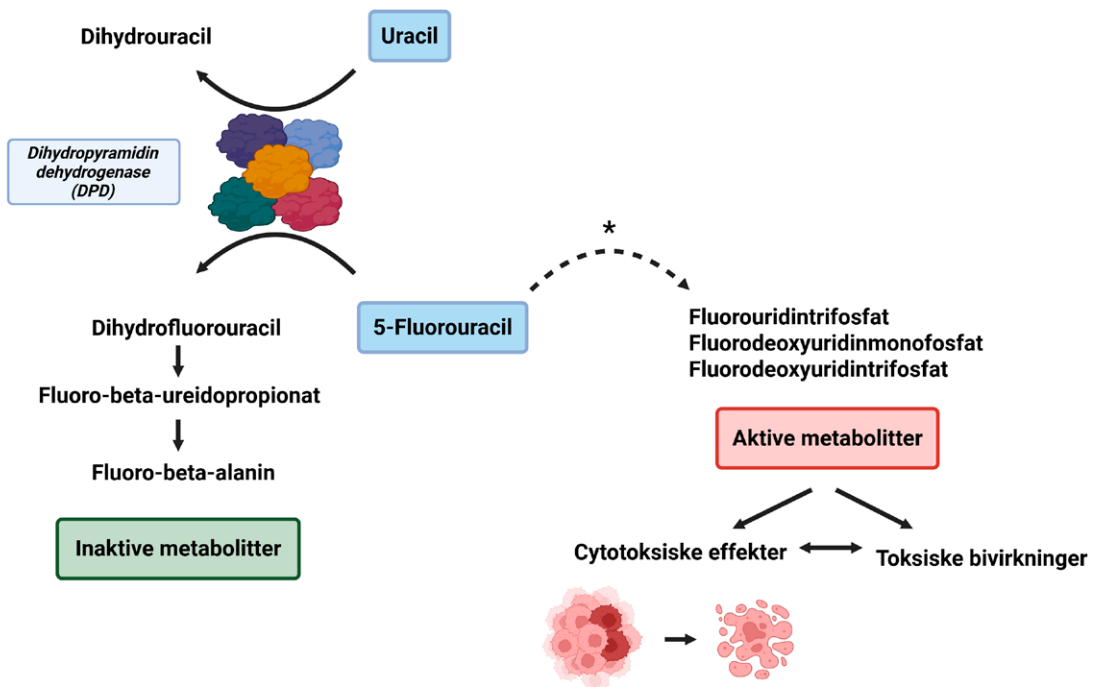 Dihydrouracil
Uracil
Dihydropyramidin
dehydrogenase
(DPD)
*
Dihydrofluorouracil
5-Fluorouracil
Fluorouridintrifosfat
Fluorodeoxyuridinmonofosfat
Fluorodeoxyuridintrifosfat
Fluoro-beta-ureidopropionat
Aktive metabolitter
Fluoro-beta-alanin
Inaktive metabolitter
Cytotoksiske effekter
Toksiske bivirkninger